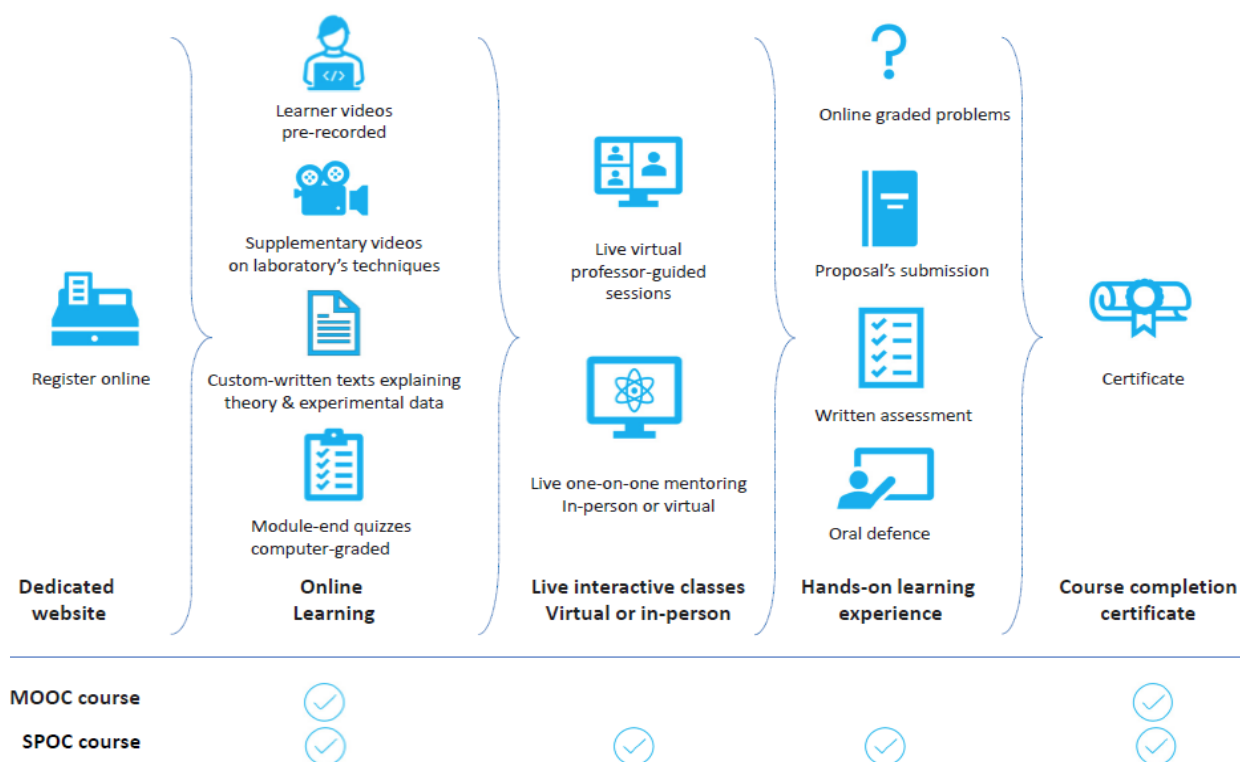 Register online
Dedicated
website
</>
Learner videos
pre-recorded
Supplementary videos
on laboratory's techniques
Custom-written texts explaining
theory & experimental data
Module-end quizzes
computer-graded
Online
Learning
Live virtual
professor-guided
sessions
Live one-on-one mentoring
In-person or virtual
Live interactive classes
Virtual or in-person
?
Online graded problems
Proposal's submission
Written assessment
Oral defence
Hands-on learning
experience
Certificate
Course completion
certificate
MOOC course
SPOC course